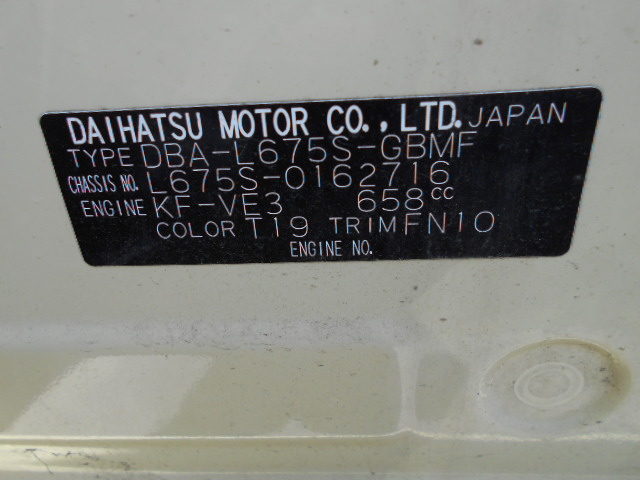 DAIHATSU MOTOR CO., LTD. JAPAN
TYPE DBA-L675S-GBMF
CHASSIS NO. L675S-0162716
ENGINE KF-VE3 658cc
COLOR T19 TRIM FN10
ENGINE NO.